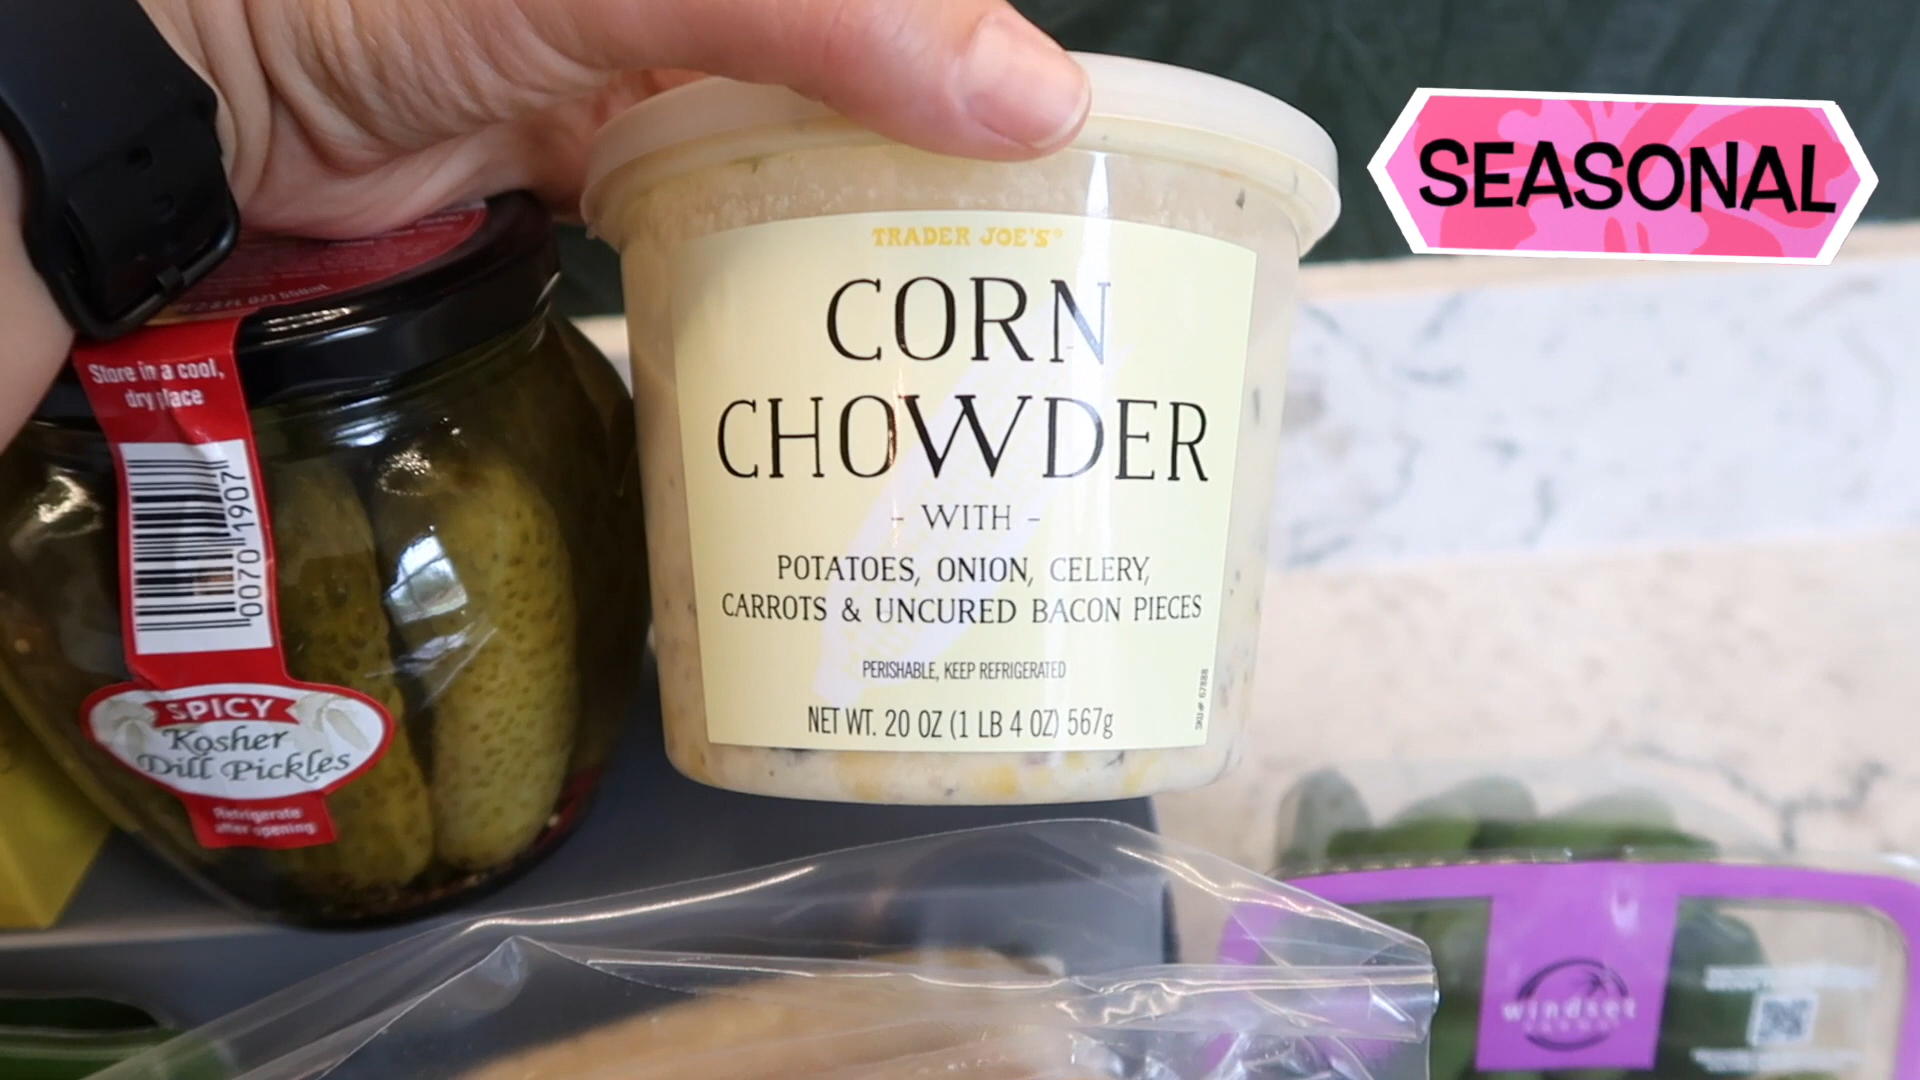 SEASONAL
TRADER JOE'S
CORN
CHOWDER
- WITH -
POTATOES, ONION, CELERY,
CARROTS & UNCURED BACON PIECES
PERISHABLE, KEEP REFRIGERATED
NET WT. 20 OZ (1 LB 4 OZ) 567g
SKU# 67888
Store in a cool,
dry place
0070 1907
SPICY
Kosher
Dill Pickles
Refrigerate
after opening
windset